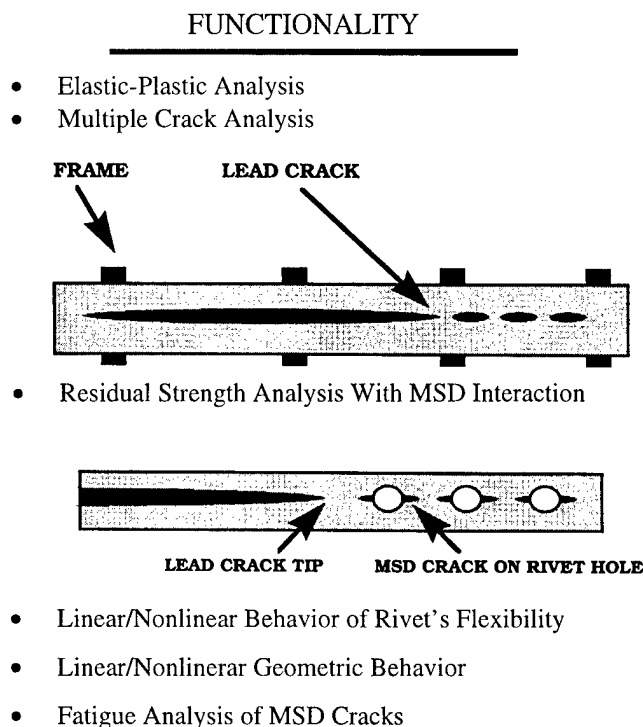 FUNCTIONALITY
• Elastic-Plastic Analysis
• Multiple Crack Analysis
FRAME LEAD CRACK
• Residual Strength Analysis With MSD Interaction
LEAD CRACK TIP MSD CRACK ON RIVET HOLE
• Linear/Nonlinear Behavior of Rivet's Flexibility
• Linear/Nonlinerar Geometric Behavior
• Fatigue Analysis of MSD Cracks